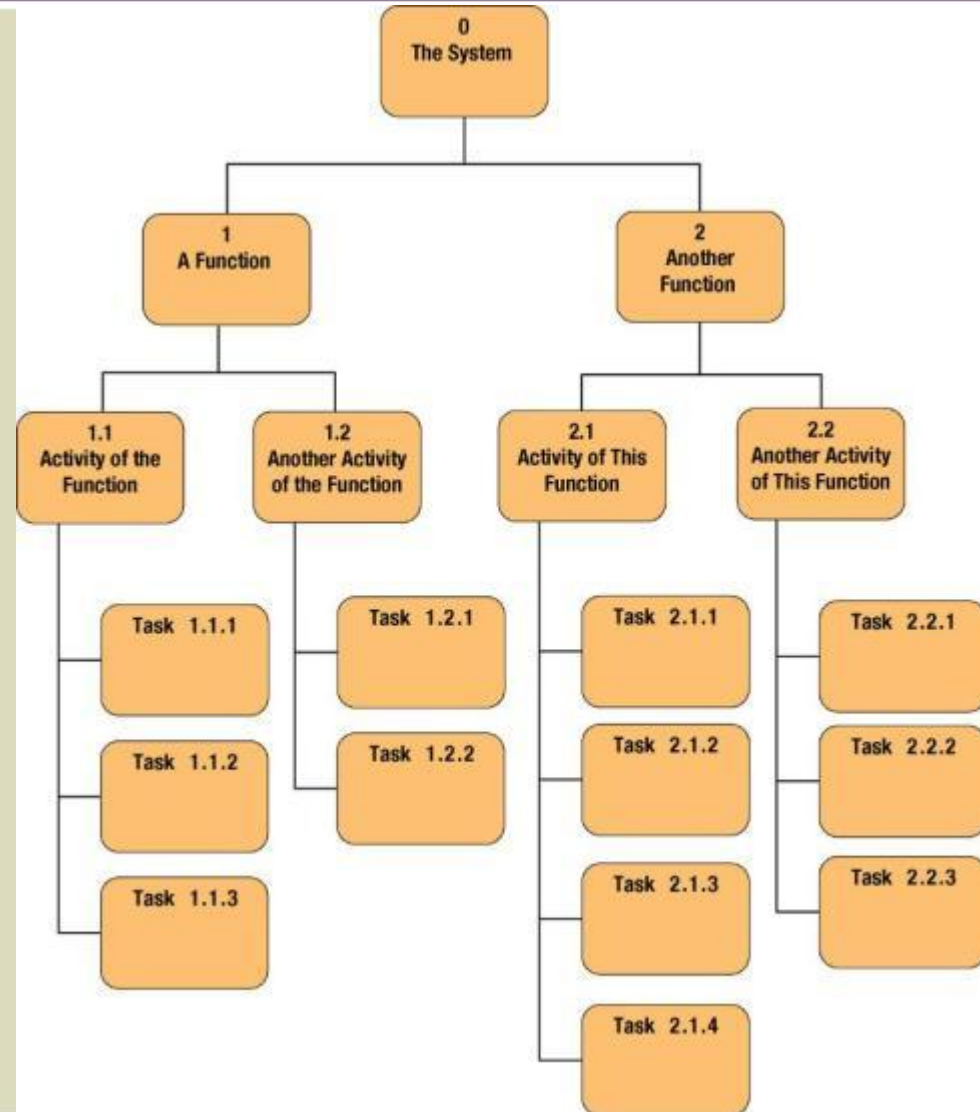 0
The System
1
A Function
2
Another
Function
1.1
Activity of the
Function
1.2
Another Activity
of the Function
2.1
Activity of This
Function
2.2
Another Activity
of This Function
Task 1.1.1
Task 1.1.2
Task 1.1.3
Task 1.2.1
Task 1.2.2
Task 2.1.1
Task 2.1.2
Task 2.1.3
Task 2.1.4
Task 2.2.1
Task 2.2.2
Task 2.2.3